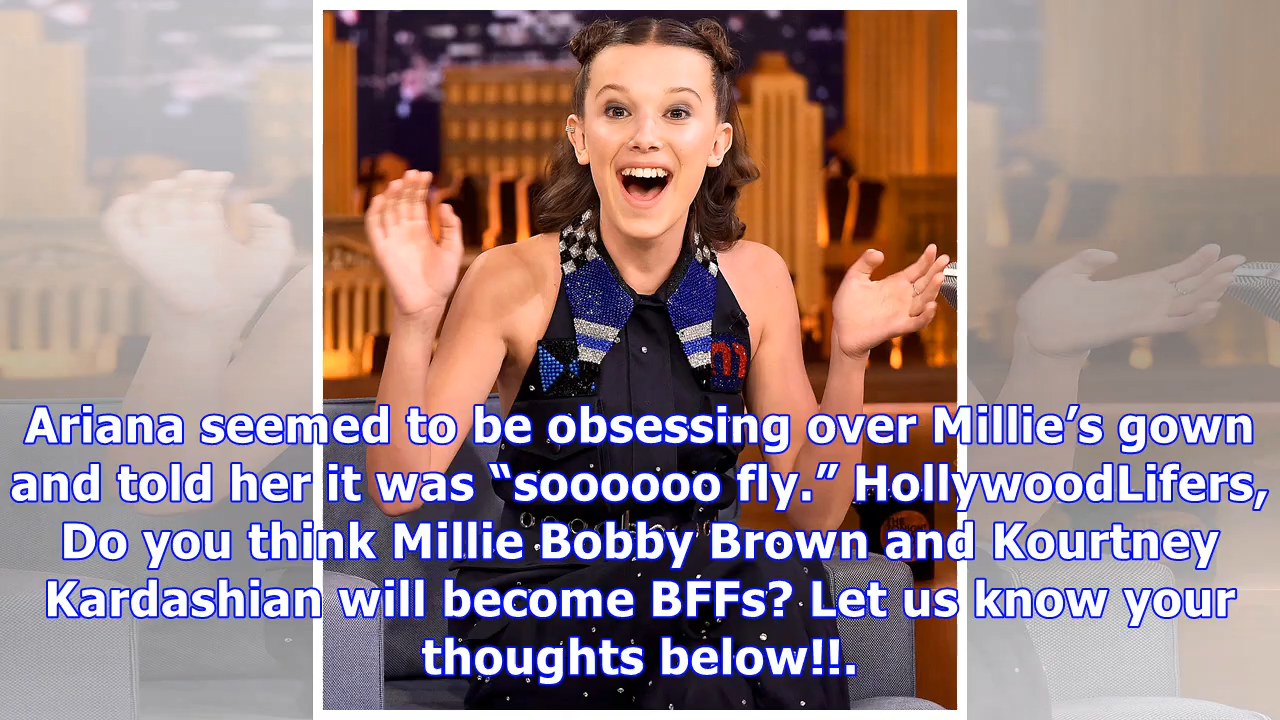 Ariana seemed to be obsessing over Millie’s gown
and told her it was “soooooo fly.” HollywoodLifers,
Do you think Millie Bobby Brown and Kourtney
Kardashian will become BFFs? Let us know your
thoughts below!!.